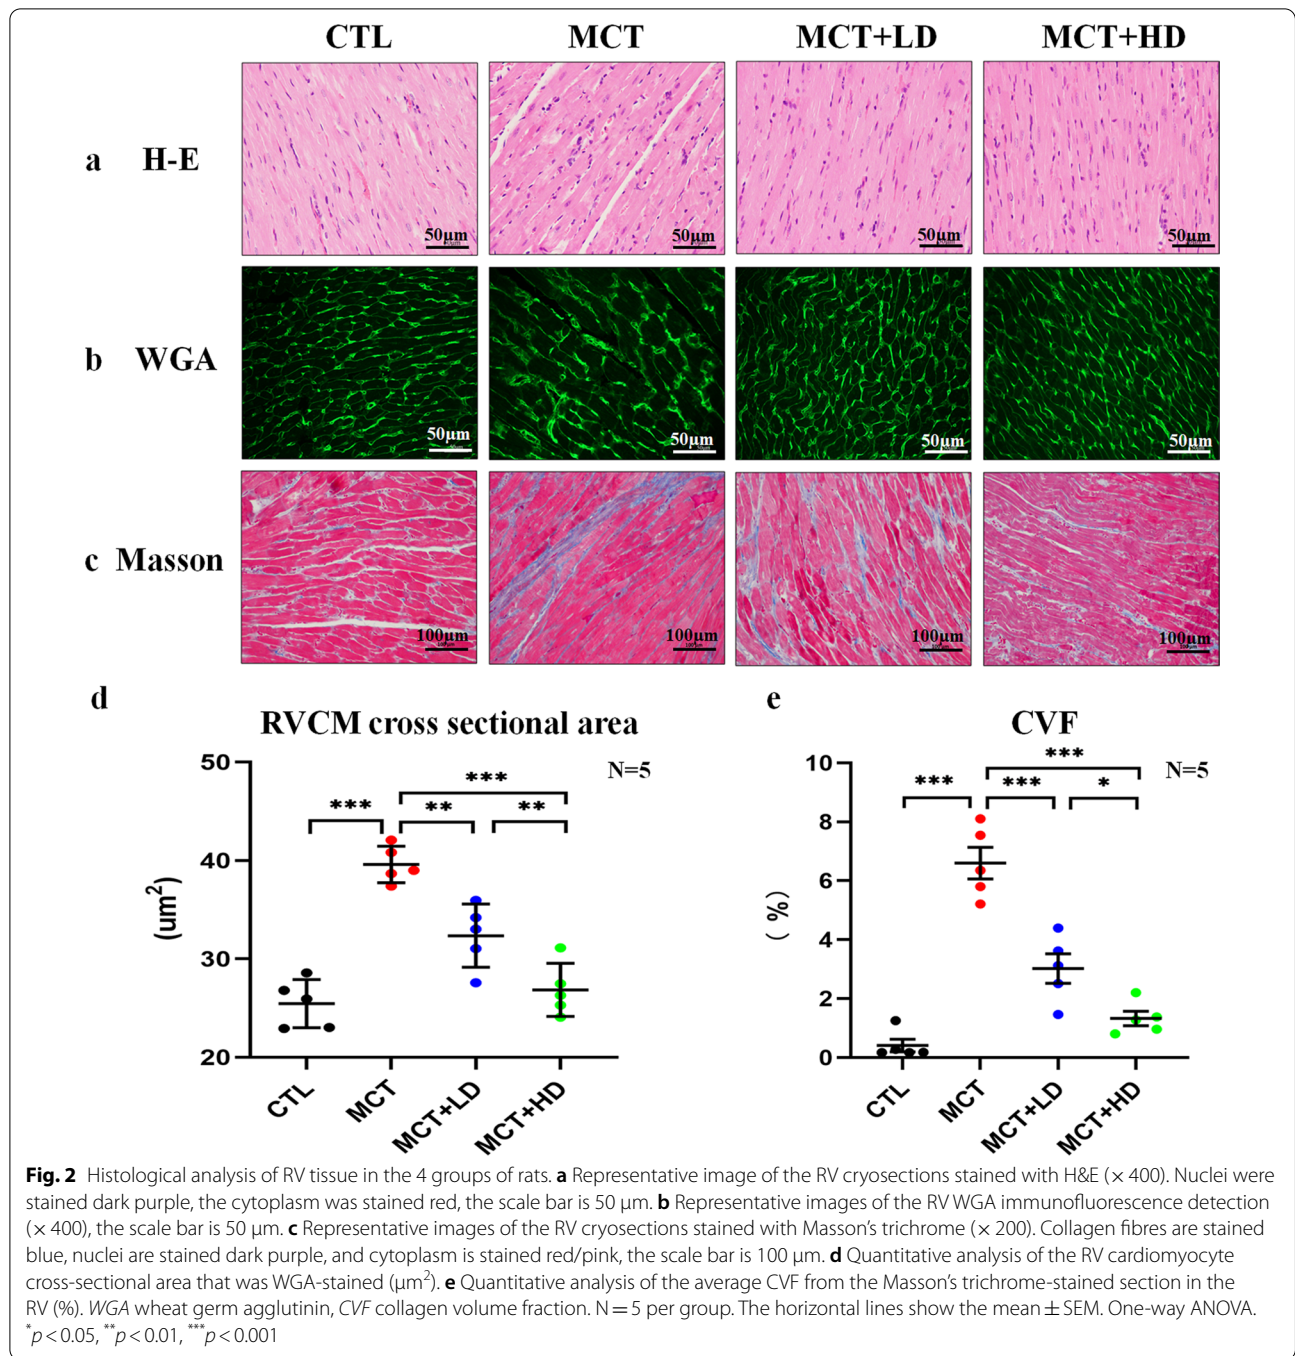 CTL MCT MCT+LD MCT+HD
a H-E
50µm 50µm 50µm 50µm
b WGA
50µm 50µm 50µm 50µm
c Masson
100µm 100µm 100µm 100µm
d
RVCM cross sectional area
N=5
50
40
30
20
(um²)
*** ** *** **
CTL MCT MCT+LD MCT+HD
e
CVF
N=5
10
8
6
4
2
0
( %)
*** *** *** *
CTL MCT MCT+LD MCT+HD
Fig. 2 Histological analysis of RV tissue in the 4 groups of rats. a Representative image of the RV cryosections stained with H&E (× 400). Nuclei were
stained dark purple, the cytoplasm was stained red, the scale bar is 50 μm. b Representative images of the RV WGA immunofluorescence detection
(× 400), the scale bar is 50 μm. c Representative images of the RV cryosections stained with Masson's trichrome (× 200). Collagen fibres are stained
blue, nuclei are stained dark purple, and cytoplasm is stained red/pink, the scale bar is 100 μm. d Quantitative analysis of the RV cardiomyocyte
cross-sectional area that was WGA-stained (μm²). e Quantitative analysis of the average CVF from the Masson's trichrome-stained section in the
RV (%). WGA wheat germ agglutinin, CVF collagen volume fraction. N = 5 per group. The horizontal lines show the mean ± SEM. One-way ANOVA.
*p < 0.05, **p < 0.01, ***p < 0.001